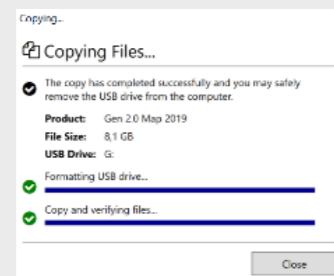 Copying...
Copying Files...
The copy has completed successfully and you may safely
remove the USB drive from the computer.
Product: Gen 2.0 Map 2019
File Size: 8,1 GB
USB Drive: G:
Formatting USB drive...
Copy and verifying files...
Close